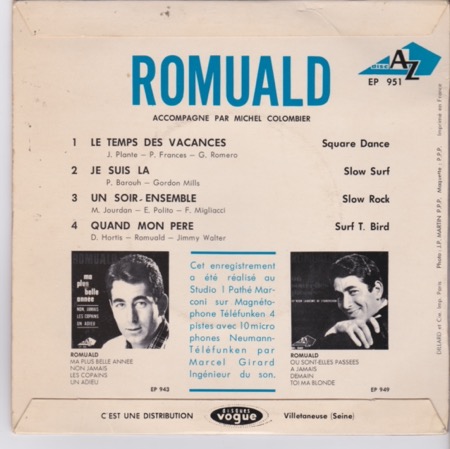 DISC AZ
EP 951
ROMUALD
ACCOMPAGNE PAR MICHEL COLOMBIER
1 LE TEMPS DES VACANCES Square Dance
J. Plante - P. Frances - G. Romero
2 JE SUIS LA Slow Surf
P. Barouh - Gordon Mills
3 UN SOIR ENSEMBLE Slow Rock
M. Jourdan - E. Polito - F. Migliacci
4 QUAND MON PERE Surf T. Bird
D. Hortis - Romuald - Jimmy Walter
ROMUALD
ma
plus
belle
année
NON, JAMAIS
LES COPAINS
UN ADIEU
ROMUALD
MA PLUS BELLE ANNÉE
NON JAMAIS
LES COPAINS
UN ADIEU
EP 943
Cet enregistrement
a été réalisé au
Studio 1 Pathé Mar-
coni sur Magnéto-
phone Téléfunken 4
pistes avec 10 micro
phones Neumann-
Téléfunken par
Marcel Girard
Ingénieur du son.
ROMUALD
ROMUALD
OU SONT-ELLES PASSEES
A JAMAIS
DEMAIN
TOI MA BLONDE
EP 949
C'EST UNE DISTRIBUTION DISQUES vogue Villetaneuse (Seine)
DILLARD et Cie. Imp. Paris Photo : J.P. MARTIN P.P.P. Maquette : P.P.P. Imprimé en France